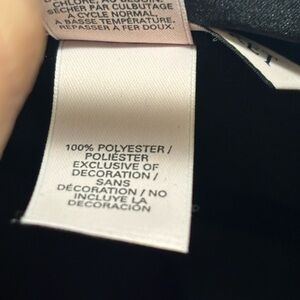 CHLORE, AU
SÉCHER PAR CULBUTAGE
À CYCLE NORMAL,
À BASSE TEMPÉRATURE.
REPASSER À FER DOUX.
100% POLYESTER /
POLIÉSTER
EXCLUSIVE OF
DECORATION /
SANS
DÉCORATION / NO
INCLUYE LA
DECORACIÓN